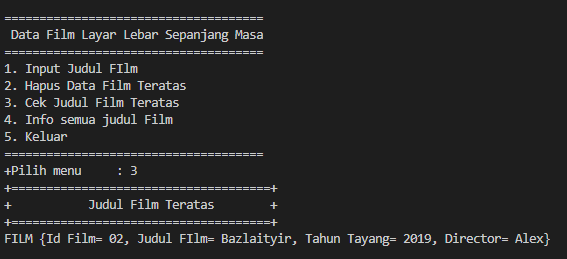 =====================================
Data Film Layar Lebar Sepanjang Masa
=====================================
1. Input Judul FIlm
2. Hapus Data Film Teratas
3. Cek Judul Film Teratas
4. Info semua judul Film
5. Keluar
=====================================
+Pilih menu     : 3
+=====================================+
+           Judul Film Teratas        +
+=====================================+
FILM {Id Film= 02, Judul FIlm= Bazlaityir, Tahun Tayang= 2019, Director= Alex}